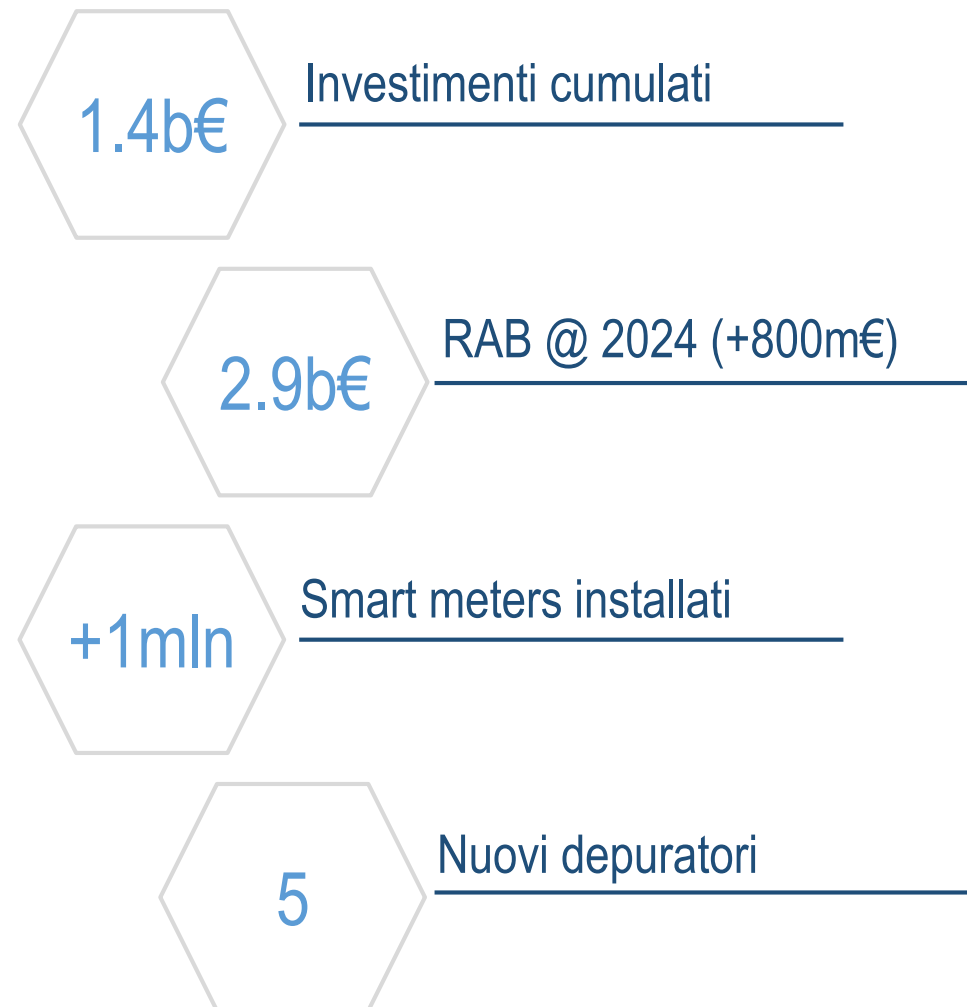 1.4b€
Investimenti cumulati
2.9b€
RAB @ 2024 (+800m€)
+1mln
Smart meters installati
5
Nuovi depuratori